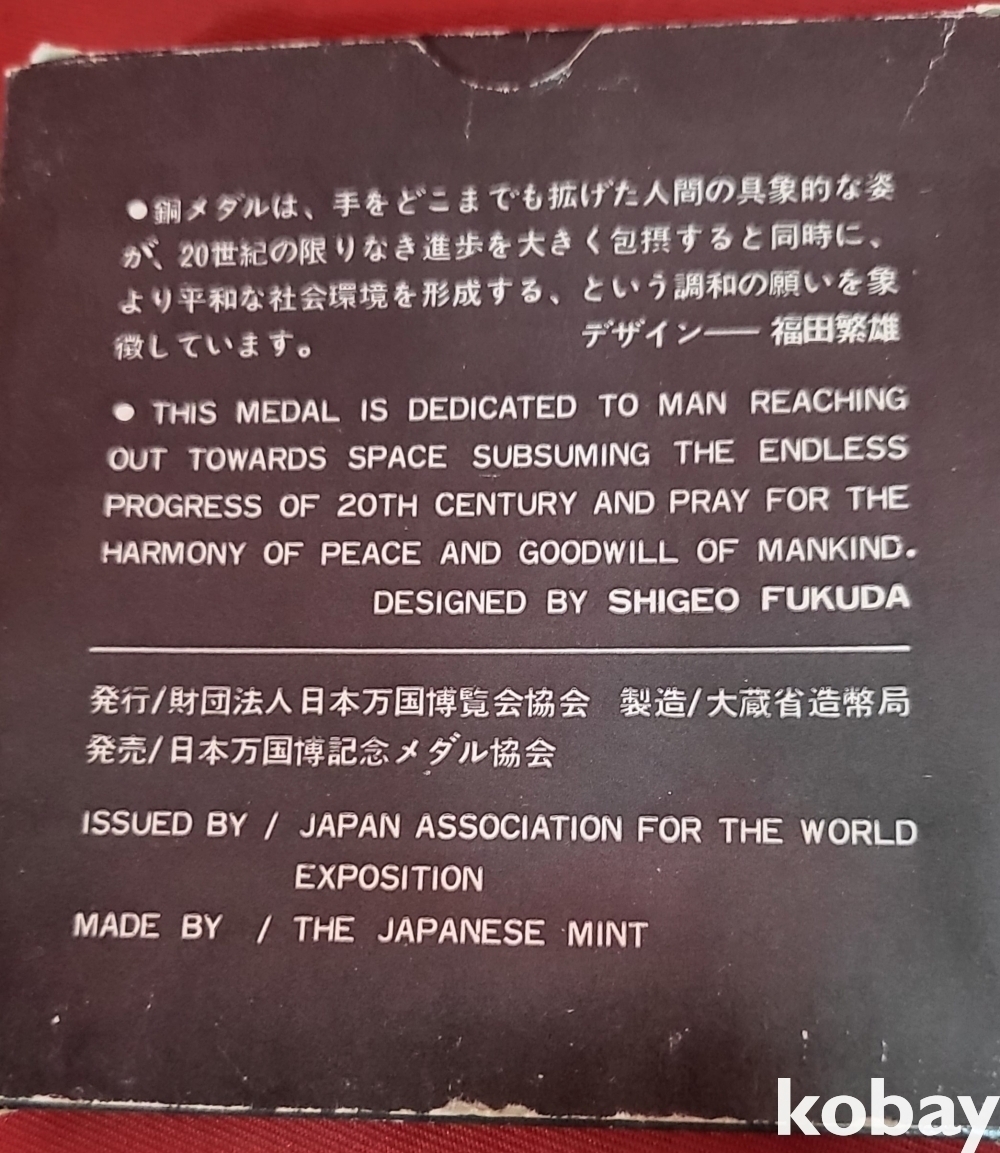 ●銅メダルは、手をどこまでも拡げた人間の具象的な姿
が、20世紀の限りなき進歩を大きく包摂すると同時に、
より平和な社会環境を形成する、という調和の願いを象
徴しています。 デザイン── 福田繁雄
● THIS MEDAL IS DEDICATED TO MAN REACHING
OUT TOWARDS SPACE SUBSUMING THE ENDLESS
PROGRESS OF 20TH CENTURY AND PRAY FOR THE
HARMONY OF PEACE AND GOODWILL OF MANKIND.
DESIGNED BY SHIGEO FUKUDA
発行/財団法人日本万国博覧会協会 製造/大蔵省造幣局
発売/日本万国博記念メダル協会
ISSUED BY / JAPAN ASSOCIATION FOR THE WORLD
EXPOSITION
MADE BY / THE JAPANESE MINT
kobay